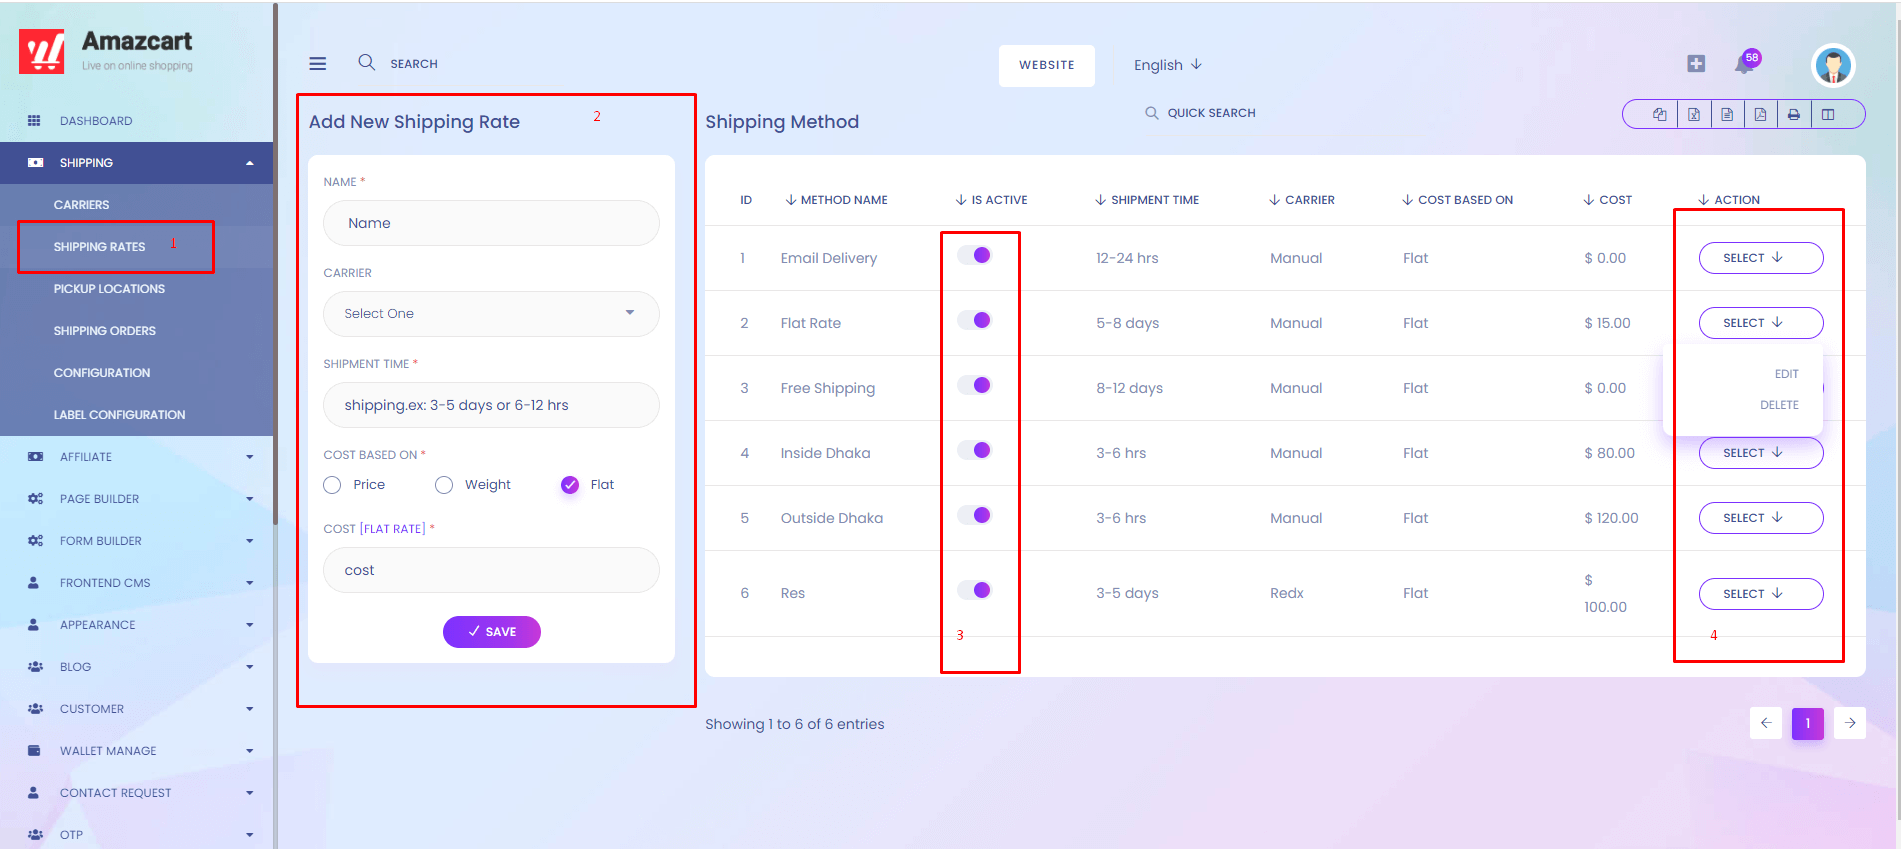 Amazcart
Live on online shopping
DASHBOARD
SHIPPING
CARRIERS
SHIPPING RATES 1
PICKUP LOCATIONS
SHIPPING ORDERS
CONFIGURATION
LABEL CONFIGURATION
AFFILIATE
PAGE BUILDER
FORM BUILDER
FRONTEND CMS
APPEARANCE
BLOG
CUSTOMER
WALLET MANAGE
CONTACT REQUEST
OTP
SEARCH
WEBSITE
English
58
Add New Shipping Rate 2
NAME *
Name
CARRIER
Select One
SHIPMENT TIME *
shipping.ex: 3-5 days or 6-12 hrs
COST BASED ON *
Price Weight Flat
COST [FLAT RATE] *
cost
SAVE
Shipping Method
QUICK SEARCH
ID METHOD NAME IS ACTIVE SHIPMENT TIME CARRIER COST BASED ON COST ACTION
1 Email Delivery 12-24 hrs Manual Flat $ 0.00 SELECT
2 Flat Rate 5-8 days Manual Flat $ 15.00 SELECT
EDIT
DELETE
3 Free Shipping 8-12 days Manual Flat $ 0.00
4 Inside Dhaka 3-6 hrs Manual Flat $ 80.00 SELECT
5 Outside Dhaka 3-6 hrs Manual Flat $ 120.00 SELECT
6 Res 3-5 days Redx Flat $ 100.00 SELECT
3
4
Showing 1 to 6 of 6 entries
1